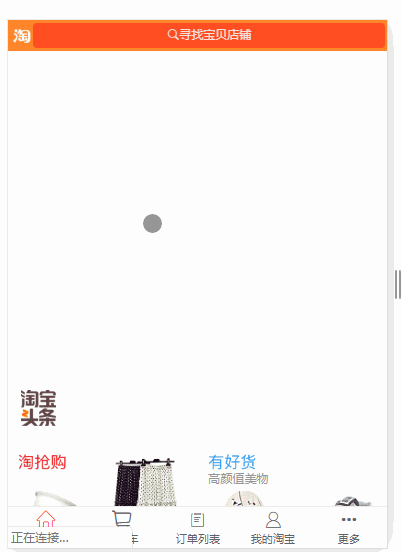 淘 寻找宝贝店铺
淘宝
头条
淘抢购 有好货
高颜值美物
正在连接... 车 订单列表 我的淘宝 更多